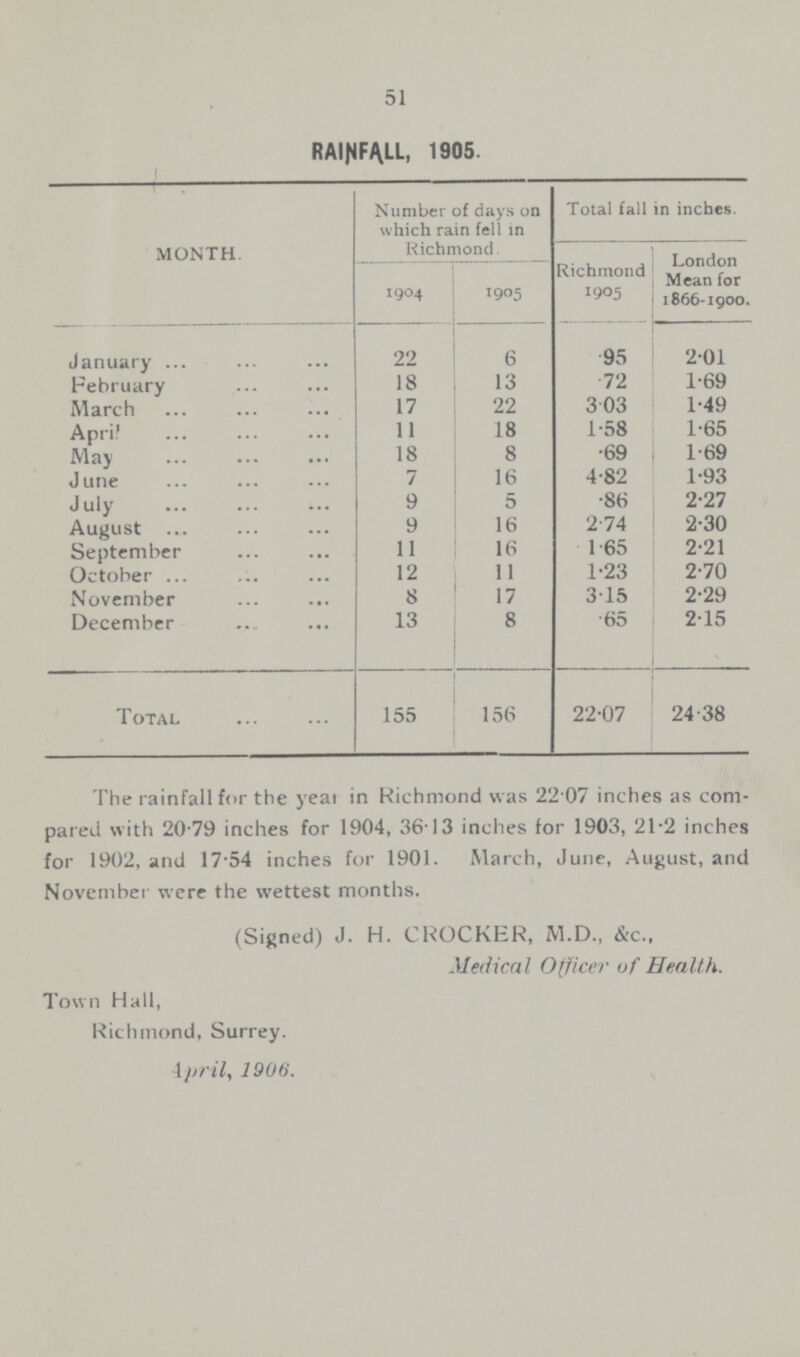 51
RAINFALL, 1905.
MONTH. Number of days on which rain fell in Richmond. Total fall in inches.
1904 1905 Richmond 1905 London Mean for 1866-1900.
January ... ... ... 22 6 ·95 2·01
February ... ... 18 13 ·72 1·69
March ... ... ... 17 22 3·03 1·49
April ... ... ... 11 18 1·58 1·65
May ... ... ... 18 8 ·69 1·69
June ... ... ... 7 16 4·82 1·93
July ... ... ... 9 5 ·86 2·27
August ... ... ... 9 16 2·74 2·30
September ... ... 11 16 1·65 2·21
October ... ... ... 12 11 1·23 2·70
November ... ... 8 17 3·15 2·29
December ... ... 13 8 ·65 2·15
TOTAL ... ... 155 156 22·07 24·38
The rainfall for the year in Richmond was 22·07 inches as com-
pared with 20·79 inches for 1904, 36·13 inches for 1903, 21·2 inches
for 1902, and 17·54 inches for 1901. March, June, August, and
November were the wettest months.
(Signed) J. H. CROCKER, M.D., &c.,
Medical Officer of Health.
Town Hall,
Richmond, Surrey.
April, 1906.